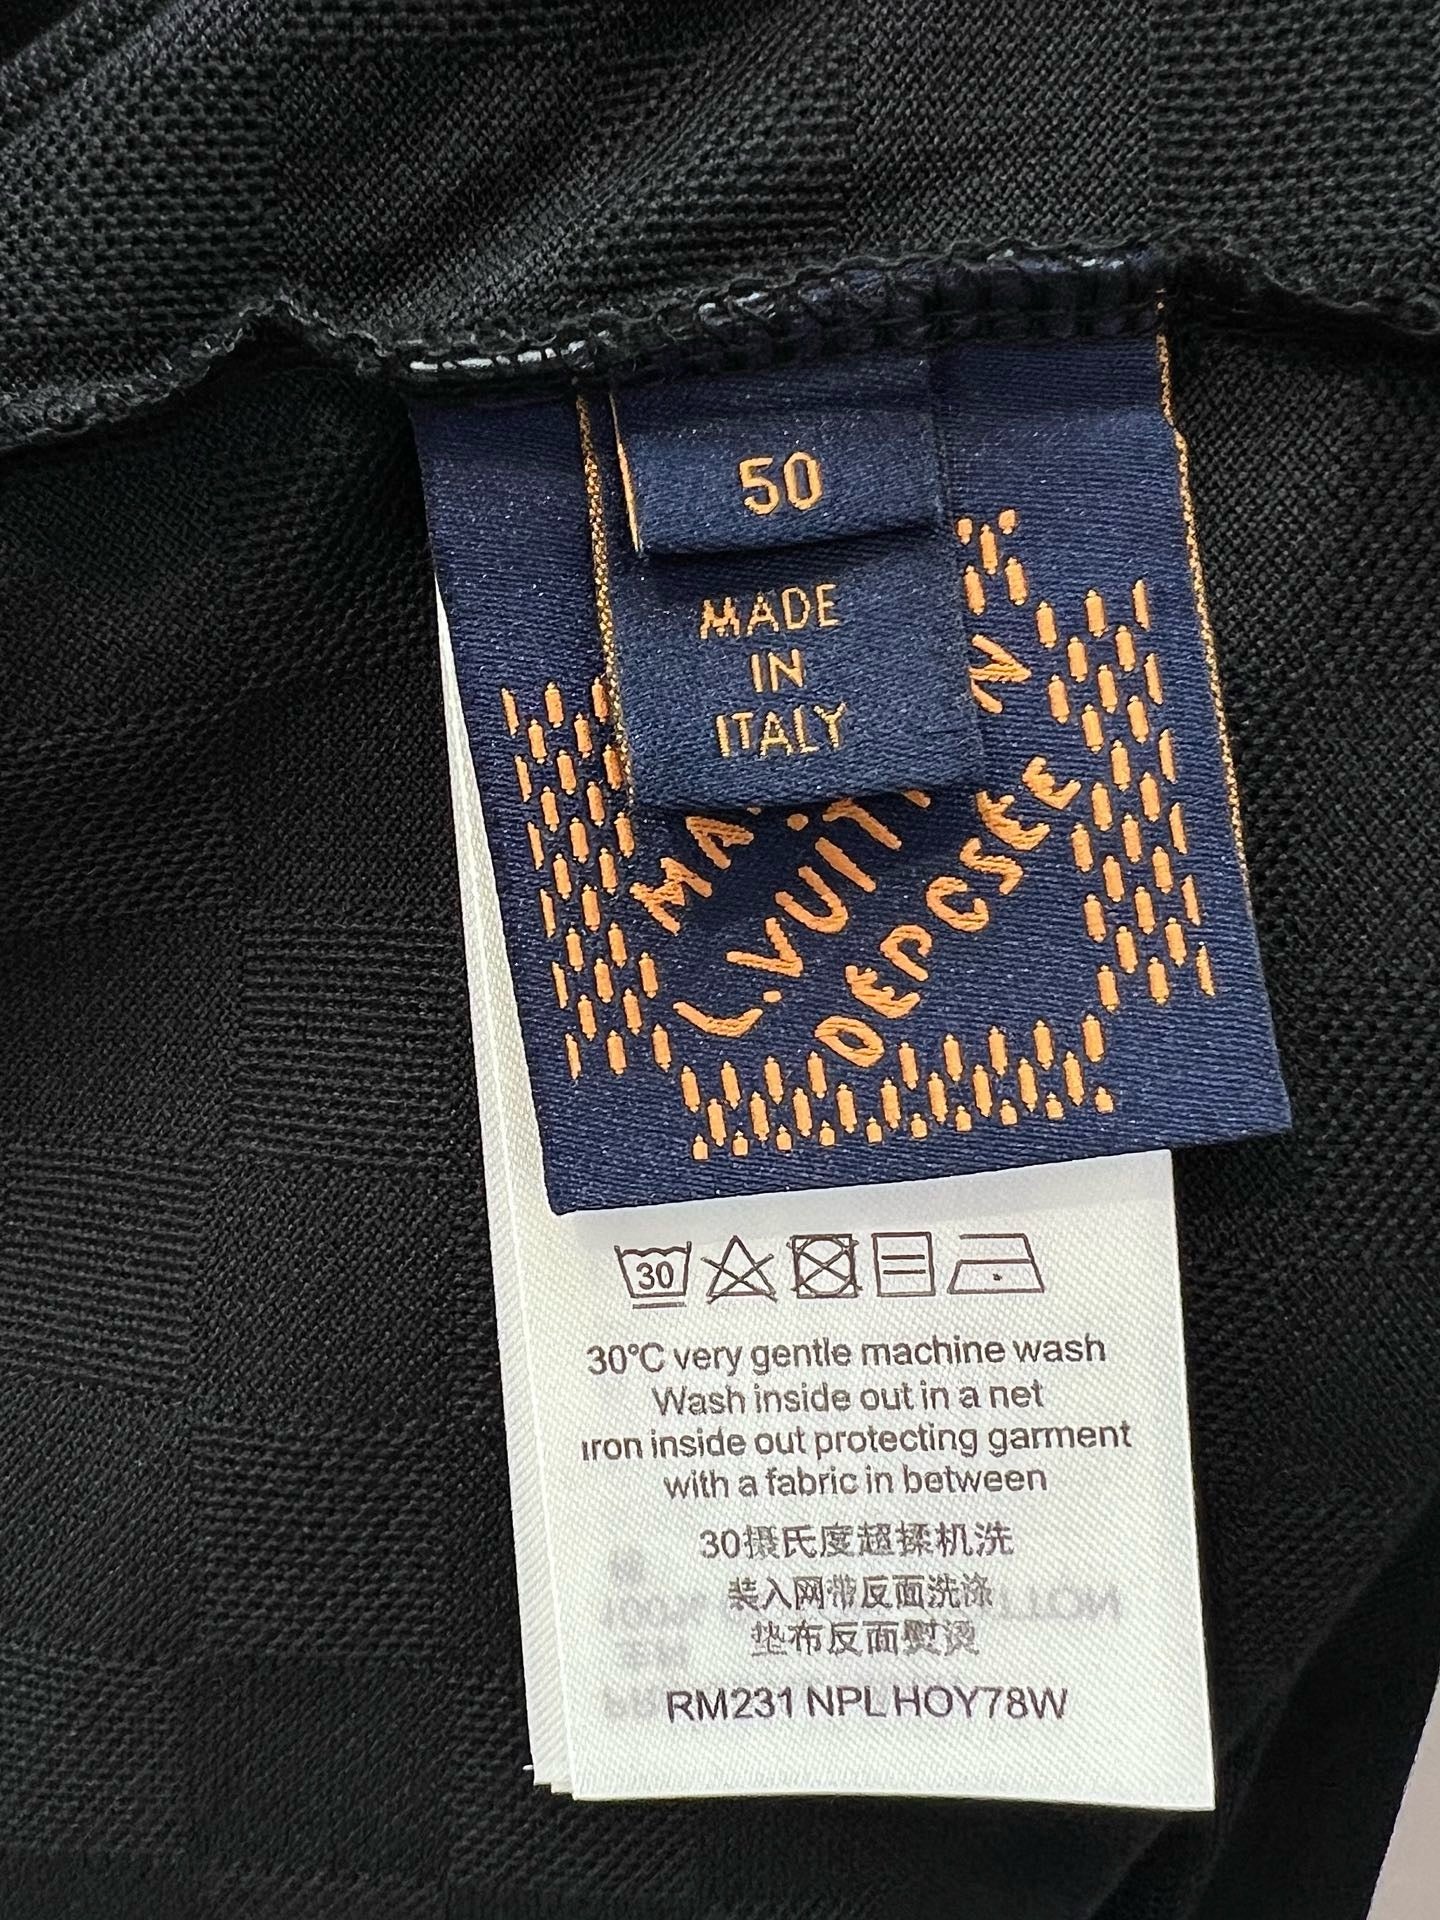 50
MADE
IN
ITALY
L.VUIT N
DEPCSEE
30
30°C very gentle machine wash
Wash inside out in a net
Iron inside out protecting garment
with a fabric in between
30摄氏度超揉机洗
装入网带反面洗涤
垫布反面熨烫
RM231 NPL HOY78W